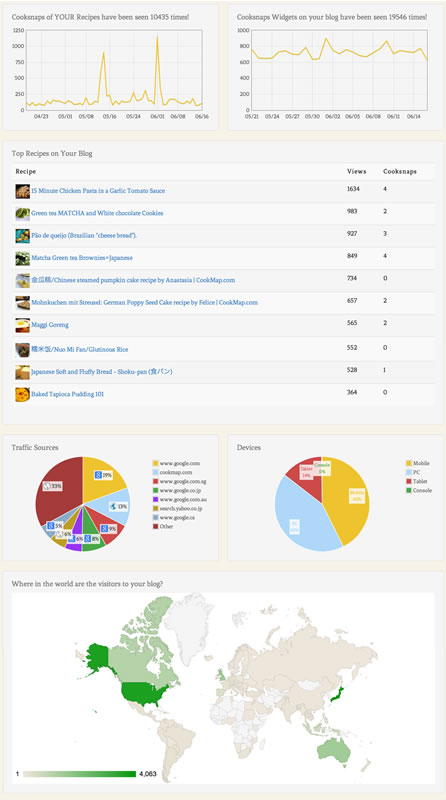 Cooksnaps of YOUR Recipes have been seen 10435 times!
1250
1000
750
500
250
0
04/23 05/01 05/08 05/16 05/24 06/01 06/08 06/16
Cooksnaps Widgets on your blog have been seen 19546 times!
1000
800
600
400
200
0
05/21 05/24 05/27 05/30 06/02 06/05 06/08 06/11 06/14
Top Recipes on Your Blog
Recipe Views Cooksnaps
15 Minute Chicken Pasta in a Garlic Tomato Sauce 1634 4
Green tea MATCHA and White chocolate Cookies 983 2
Pão de queijo (Brazilian "cheese bread"). 927 3
Matcha Green tea Brownies*Japanese 849 4
金瓜糕/Chinese steamed pumpkin cake recipe by Anastasia | CookMap.com 734 0
Mohnkuchen mit Streusel: German Poppy Seed Cake recipe by Felice | CookMap.com 657 2
Maggi Goreng 565 2
糯米饭/Nuo Mi Fan/Glutinous Rice 552 0
Japanese Soft and Fluffy Bread - Shoku-pan (食パン) 528 1
Baked Tapioca Pudding 101 364 0
Traffic Sources
19%
13%
9%
8%
6%
6%
5%
33%
www.google.com
cookmap.com
www.google.com.sg
www.google.co.jp
www.google.com.au
search.yahoo.co.jp
www.google.ca
Other
Devices
Console
0%
Tablet
14%
Mobile
PC
Mobile
PC
Tablet
Console
Where in the world are the visitors to your blog?
1 4,063